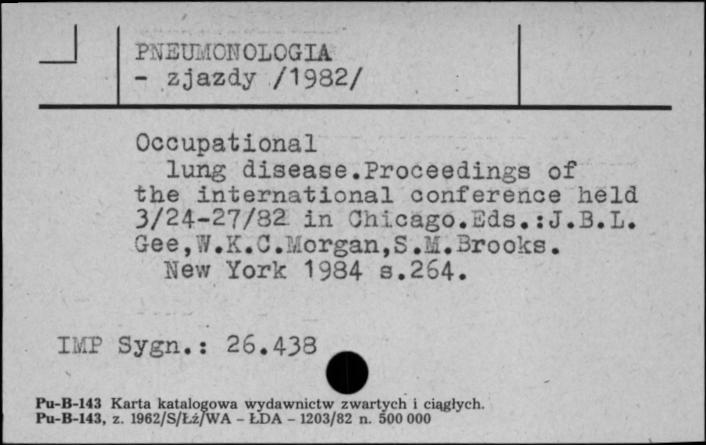 PNEUMONOLOGIA
- zjazdy /1982/
Occupational
lung disease.Proceedings of
the international conference held
3/24-27/82 in Chicago.Eds.:J.B.L.
Gee,W.K.C.Morgan,S.M.Brooks.
New York 1984 s.264.
IMP Sygn.: 26.438
Pu-B-143 Karta katalogowa wydawnictw zwartych i ciągłych.
Pu-B-143, z. 1962/S/Łź/WA - ŁDA - 1203/82 n. 500 000